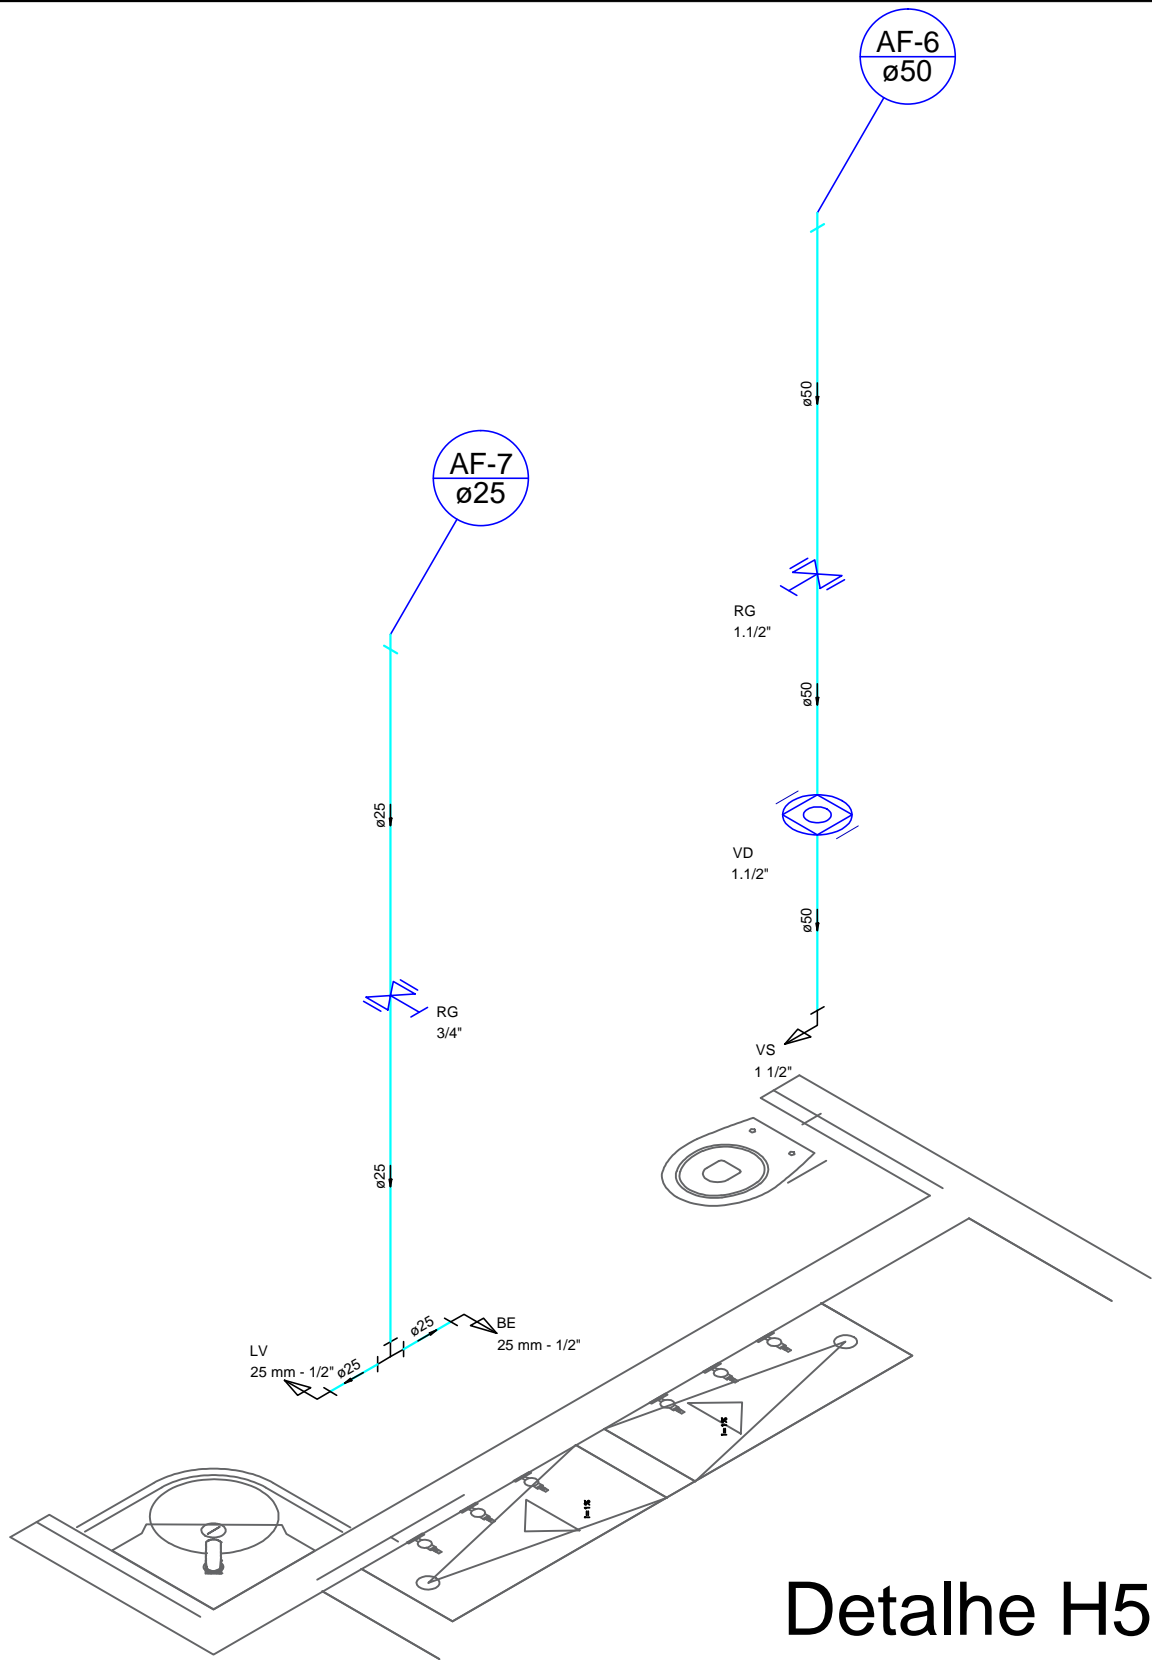 AF-6
ø50
ø50
AF-7
ø25
RG
1.1/2"
ø50
ø25
VD
1.1/2"
ø50
RG
3/4"
VS
1 1/2"
ø25
ø25
BE
25 mm - 1/2"
LV
25 mm - 1/2"
ø25
i=1%
i=1%
Detalhe H5